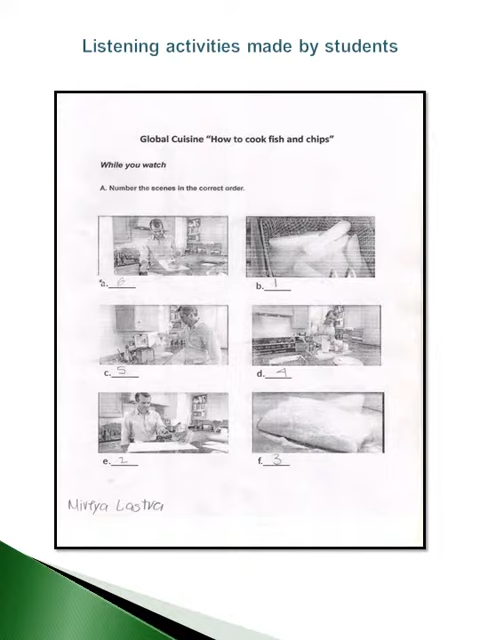 Listening activities made by students
Global Cuisine "How to cook fish and chips"
While you watch
A. Number the scenes in the correct order.
a. 6 b. 1
c. 5 d. 4
e. 2 f. 3
Mireya Lastra